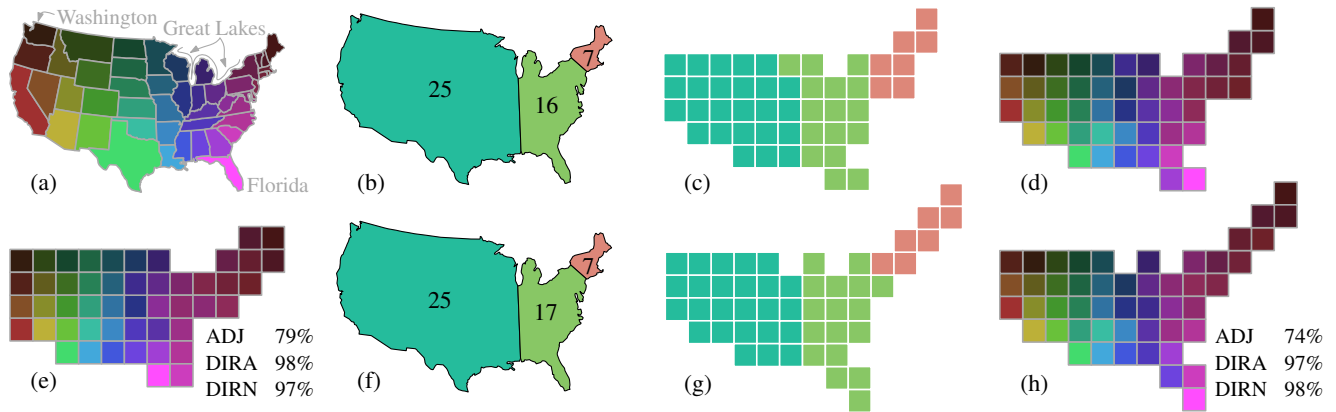 Washington
Great Lakes
Florida
(a)
25
16
7
(b)
(c)
(d)
ADJ 79%
DIRA 98%
DIRN 97%
(e)
25
17
7
(f)
(g)
ADJ 74%
DIRA 97%
DIRN 98%
(h)